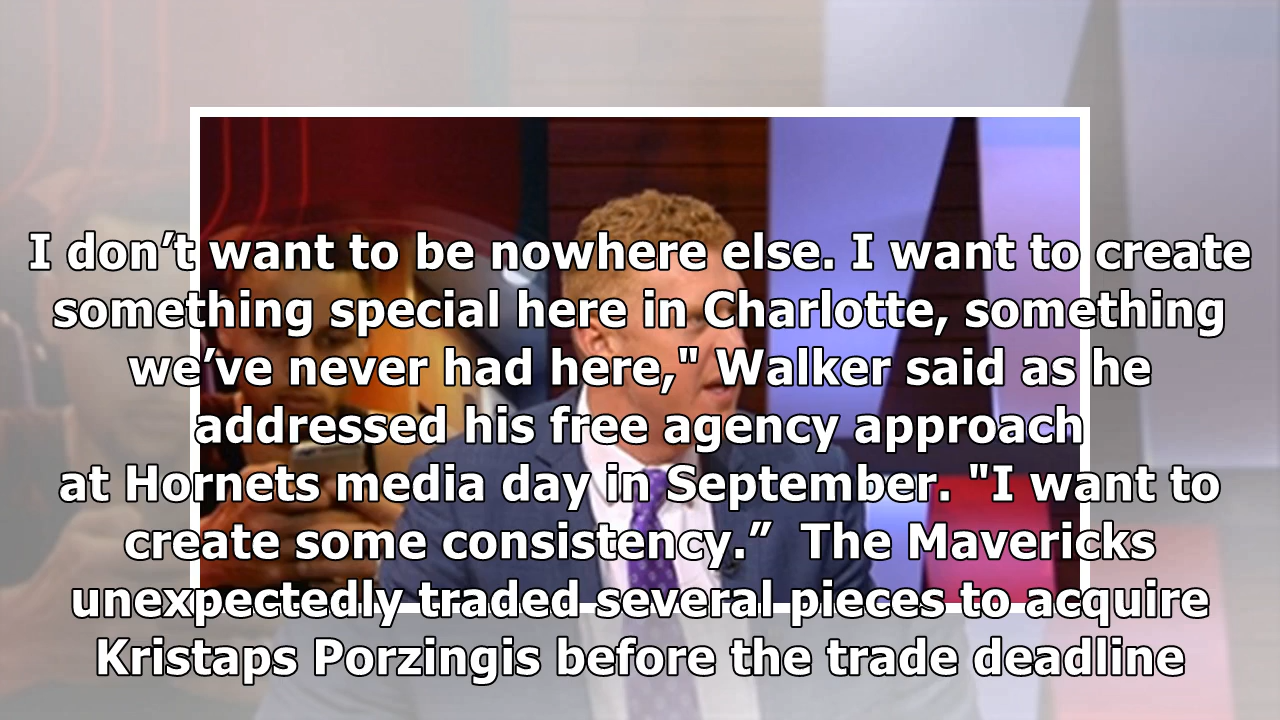 I don’t want to be nowhere else. I want to create
something special here in Charlotte, something
we’ve never had here," Walker said as he
addressed his free agency approach
at Hornets media day in September. "I want to
create some consistency.”  The Mavericks
unexpectedly traded several pieces to acquire
Kristaps Porzingis before the trade deadline